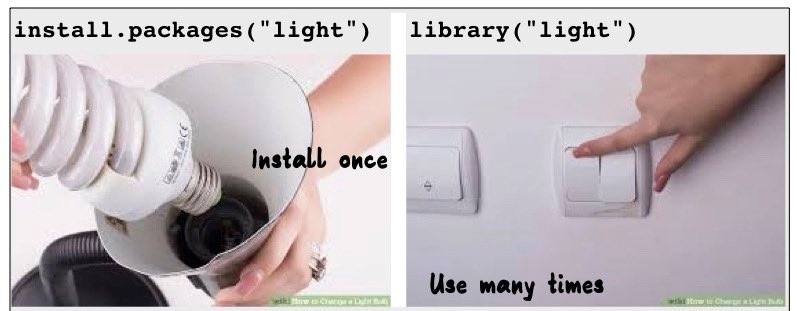 install.packages("light")
library("light")
Install once
Use many times
wiki How to Change a Light Bulb
wiki How to Change a Light Bulb